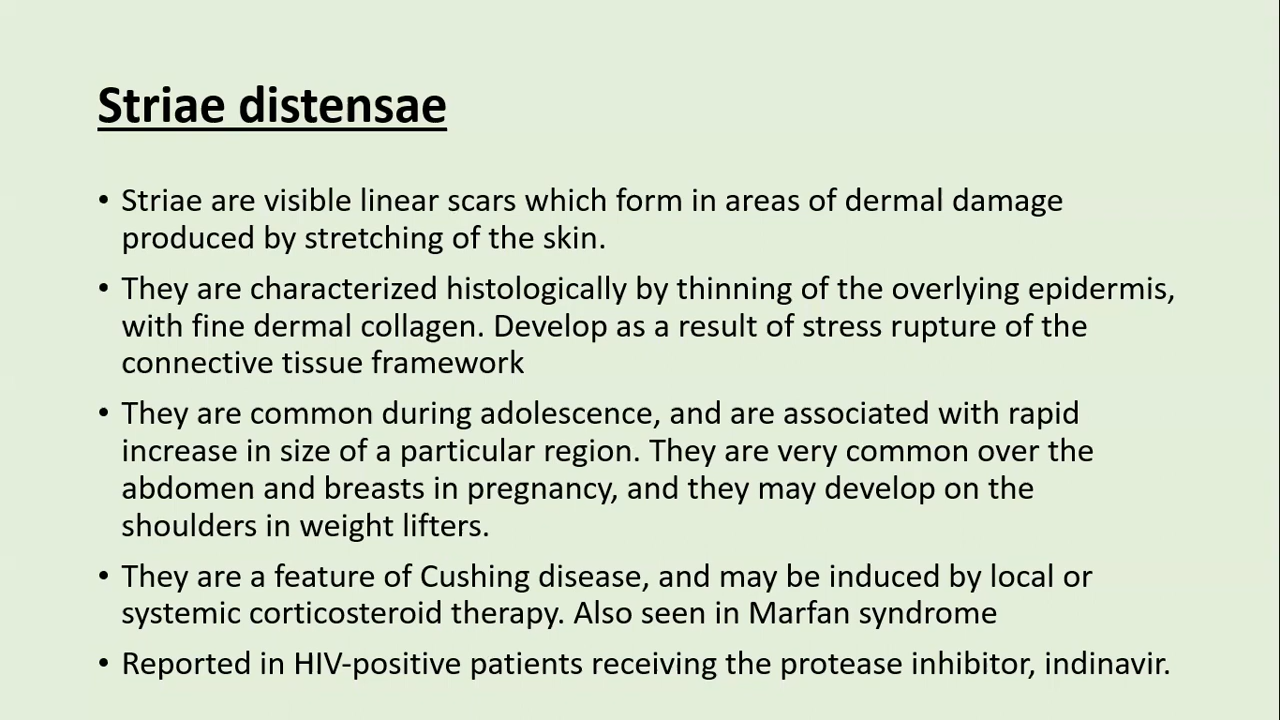 Striae distensae
• Striae are visible linear scars which form in areas of dermal damage
produced by stretching of the skin.
• They are characterized histologically by thinning of the overlying epidermis,
with fine dermal collagen. Develop as a result of stress rupture of the
connective tissue framework
• They are common during adolescence, and are associated with rapid
increase in size of a particular region. They are very common over the
abdomen and breasts in pregnancy, and they may develop on the
shoulders in weight lifters.
• They are a feature of Cushing disease, and may be induced by local or
systemic corticosteroid therapy. Also seen in Marfan syndrome
• Reported in HIV-positive patients receiving the protease inhibitor, indinavir.